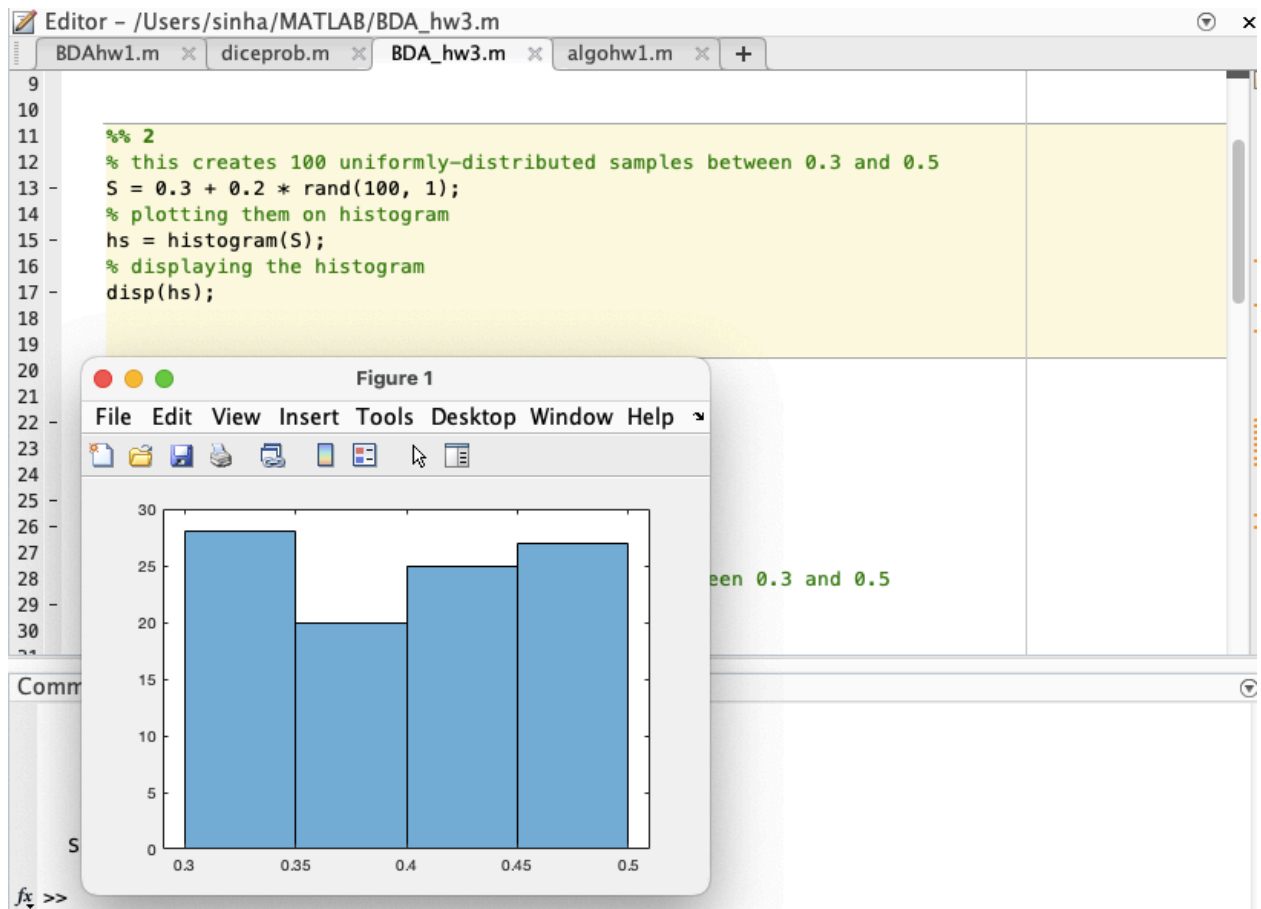 Editor – /Users/sinha/MATLAB/BDA_hw3.m
BDAhw1.m × diceprob.m × BDA_hw3.m × algohw1.m × +
9
10
11 %% 2
12 % this creates 100 uniformly-distributed samples between 0.3 and 0.5
13 - S = 0.3 + 0.2 * rand(100, 1);
14 % plotting them on histogram
15 - hs = histogram(S);
16 % displaying the histogram
17 - disp(hs);
18
19
20
21
22 -
23
24
25 -
26 -
27
28 een 0.3 and 0.5
29 -
30
Figure 1
File Edit View Insert Tools Desktop Window Help
30
25
20
15
10
5
0
0.3 0.35 0.4 0.45 0.5
Comm
S
fx >>